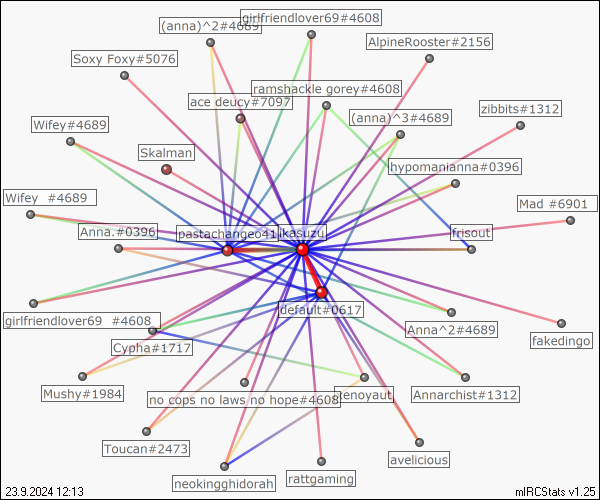 (anna)^2#4689
girlfriendlover69#4608
AlpineRooster#2156
Soxy Foxy#5076
ramshackle gorey#4608
ace deucy#7097
(anna)^3#4689
zibbits#1312
Wifey#4689
Skalman
hypomanianna#0396
Wifey  #4689
Mad #6901
Anna.#0396
pastachange041
ikasuzu
frisout
default#0617
girlfriendlover69  #4608
Anna^2#4689
fakedingo
Cypha#1717
Mushy#1984
no cops no laws no hope#4608
zenoyaut
Annarchist#1312
Toucan#2473
avelicious
neokingghidorah
rattgaming
23.9.2024 12:13
mIRCStats v1.25